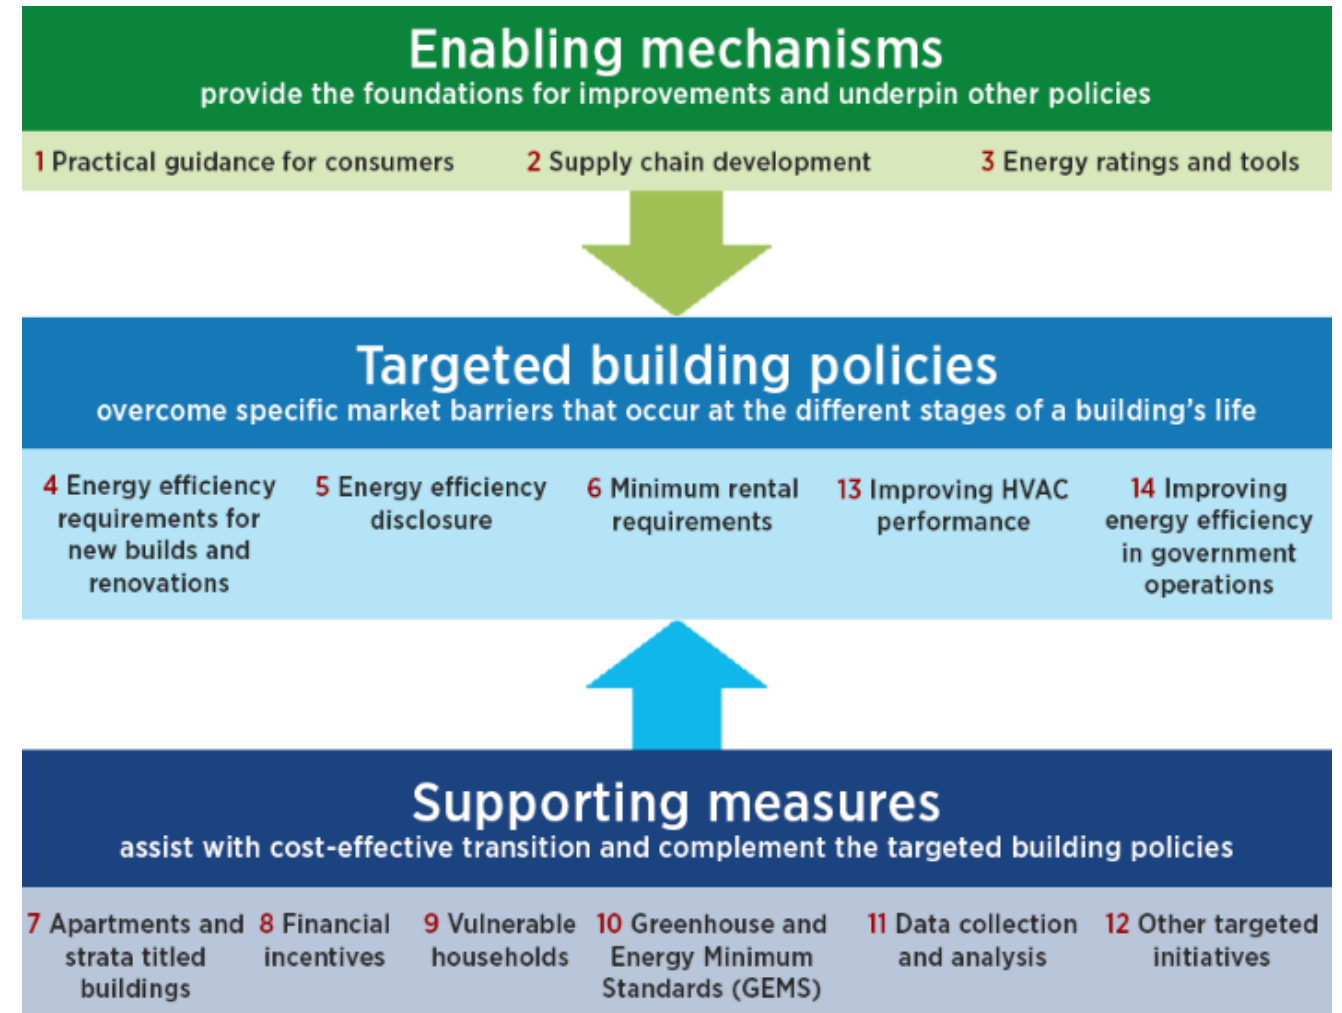 Enabling mechanisms
provide the foundations for improvements and underpin other policies
1 Practical guidance for consumers
2 Supply chain development
3 Energy ratings and tools
Targeted building policies
overcome specific market barriers that occur at the different stages of a building’s life
4 Energy efficiency
requirements for
new builds and
renovations
5 Energy efficiency
disclosure
6 Minimum rental
requirements
13 Improving HVAC
performance
14 Improving
energy efficiency
in government
operations
Supporting measures
assist with cost-effective transition and complement the targeted building policies
7 Apartments and
strata titled
buildings
8 Financial
incentives
9 Vulnerable
households
10 Greenhouse and
Energy Minimum
Standards (GEMS)
11 Data collection
and analysis
12 Other targeted
initiatives